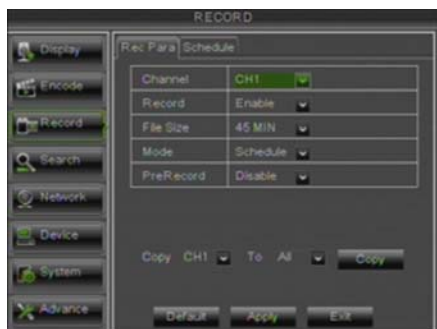 RECORD
Display
Encode
Record
Search
Network
Device
System
Advance
Rec Para Schedule
Channel CH1
Record Enable
File Size 45 MIN
Mode Schedule
PreRecord Disable
Copy CH1 To All Copy
Default Apply Exit